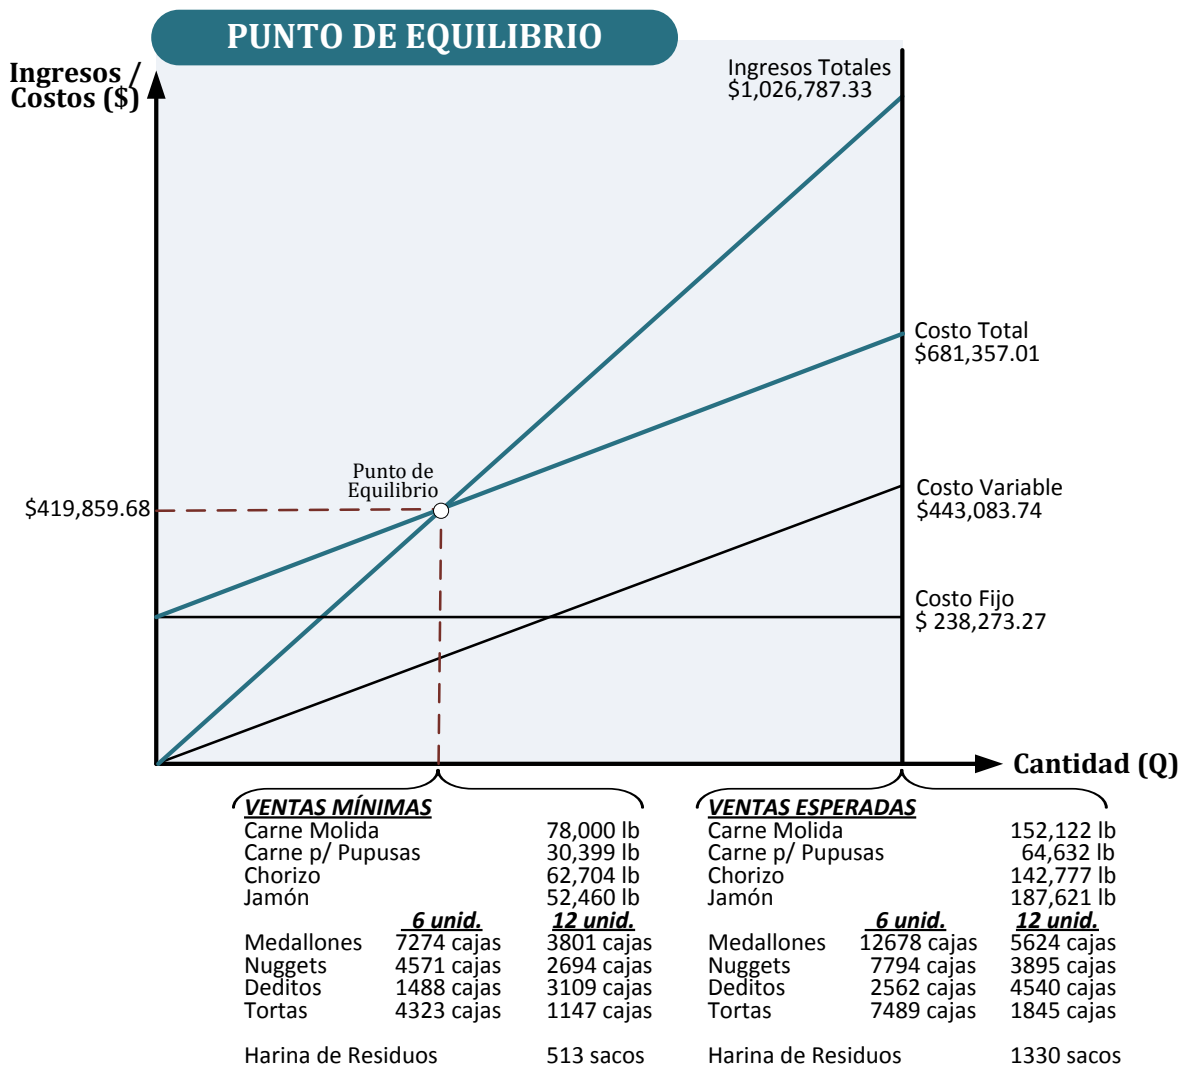 PUNTO DE EQUILIBRIO
Ingresos /
Costos ($)
Ingresos Totales
$1,026,787.33
Costo Total
$681,357.01
Punto de
Equilibrio
$419,859.68
Costo Variable
$443,083.74
Costo Fijo
$ 238,273.27
Cantidad (Q)
VENTAS MÍNIMAS
Carne Molida 78,000 lb
Carne p/ Pupusas 30,399 lb
Chorizo 62,704 lb
Jamón 52,460 lb
6 unid. 12 unid.
Medallones 7274 cajas 3801 cajas
Nuggets 4571 cajas 2694 cajas
Deditos 1488 cajas 3109 cajas
Tortas 4323 cajas 1147 cajas
Harina de Residuos 513 sacos
VENTAS ESPERADAS
Carne Molida 152,122 lb
Carne p/ Pupusas 64,632 lb
Chorizo 142,777 lb
Jamón 187,621 lb
6 unid. 12 unid.
Medallones 12678 cajas 5624 cajas
Nuggets 7794 cajas 3895 cajas
Deditos 2562 cajas 4540 cajas
Tortas 7489 cajas 1845 cajas
Harina de Residuos 1330 sacos